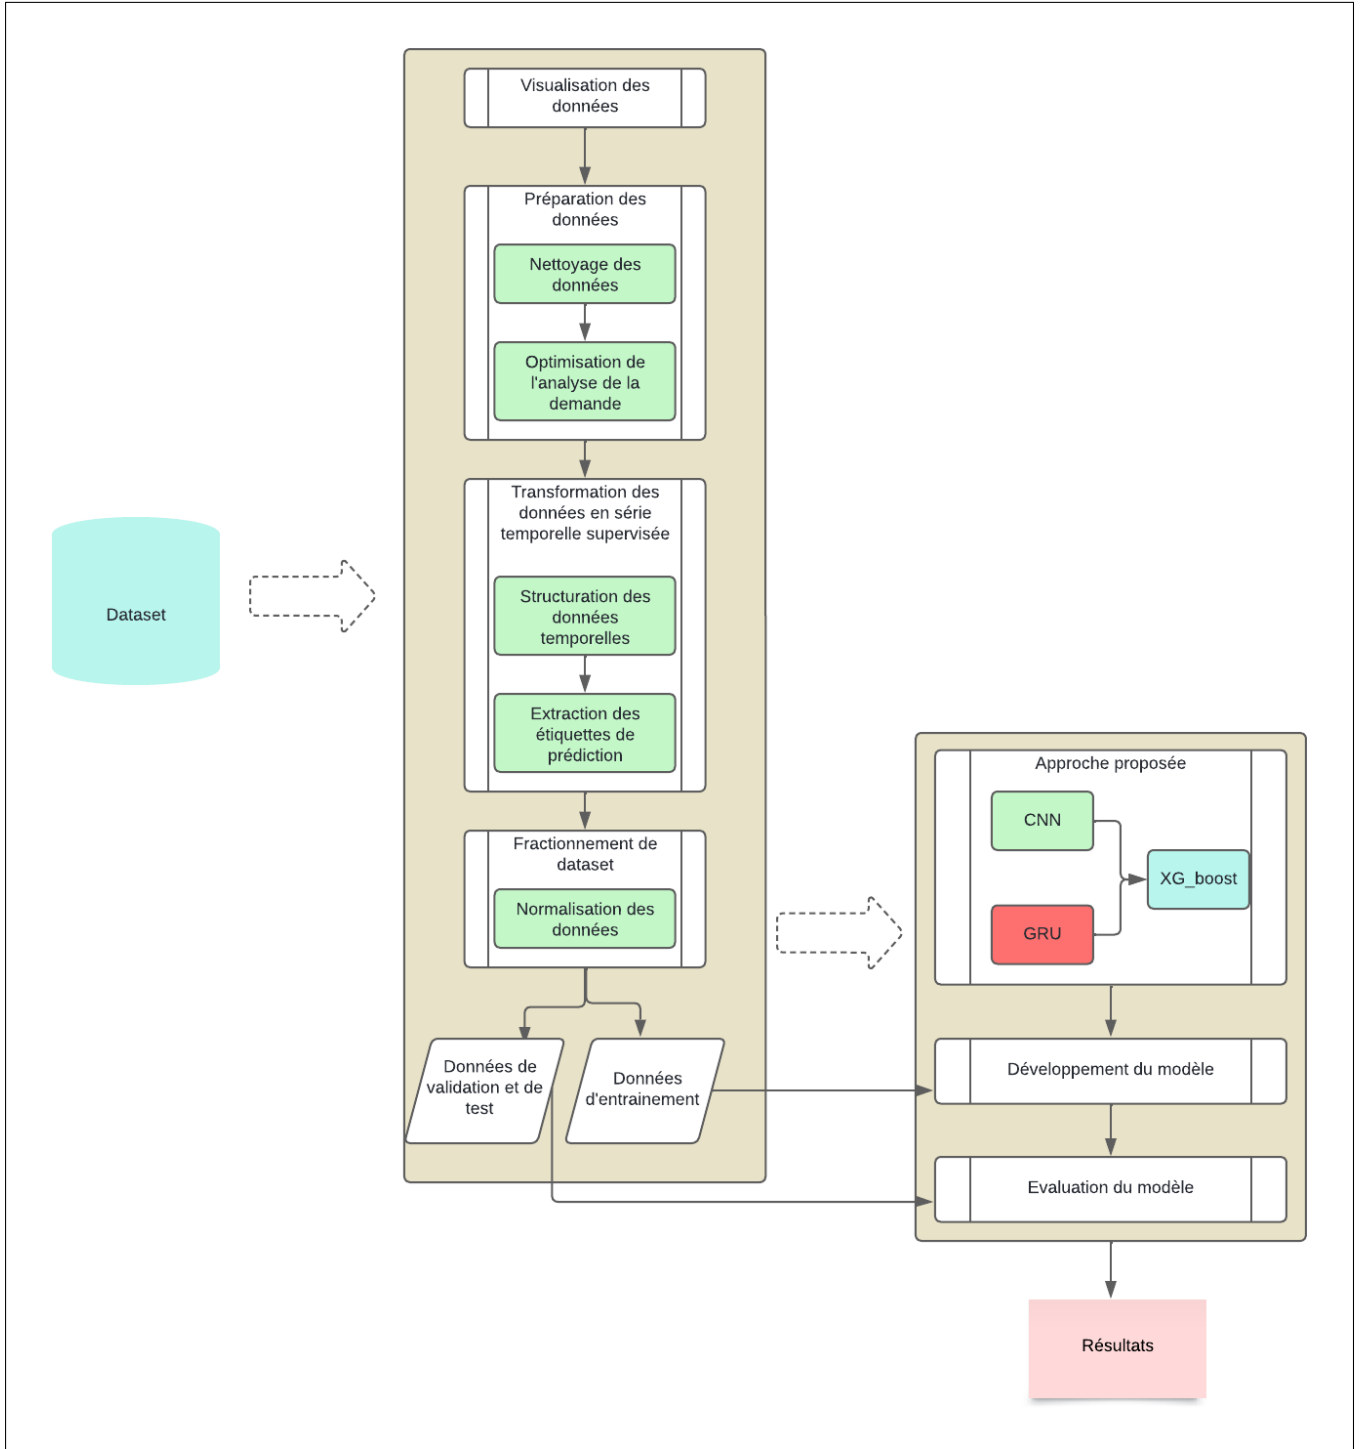 Visualisation des
données
Préparation des
données
Nettoyage des
données
Optimisation de
l'analyse de la
demande
Transformation des
données en série
temporelle supervisée
Structuration des
données
temporelles
Extraction des
étiquettes de
prédiction
Fractionnement de
dataset
Normalisation des
données
Données de
validation et de
test
Données
d'entrainement
Dataset
Approche proposée
CNN
XG_boost
GRU
Développement du modèle
Evaluation du modèle
Résultats